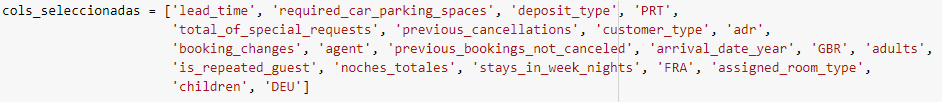 cols_seleccionadas = ['lead_time', 'required_car_parking_spaces', 'deposit_type', 'PRT',
'total_of_special_requests', 'previous_cancellations', 'customer_type', 'adr',
'booking_changes', 'agent', 'previous_bookings_not_canceled', 'arrival_date_year', 'GBR', 'adults',
'is_repeated_guest', 'noches_totales', 'stays_in_week_nights', 'FRA', 'assigned_room_type',
'children', 'DEU']